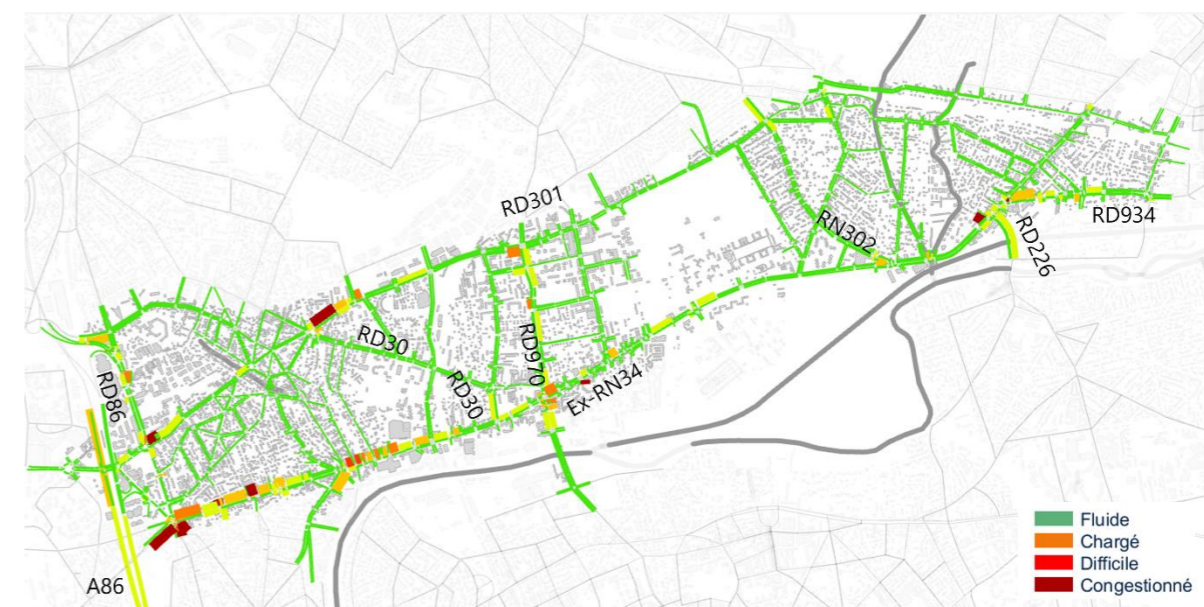 RD301
RD934
RN302
RD226
RD30
RD970
RD86
RD30
Ex-RN34
A86
Fluide
Chargé
Difficile
Congestionné